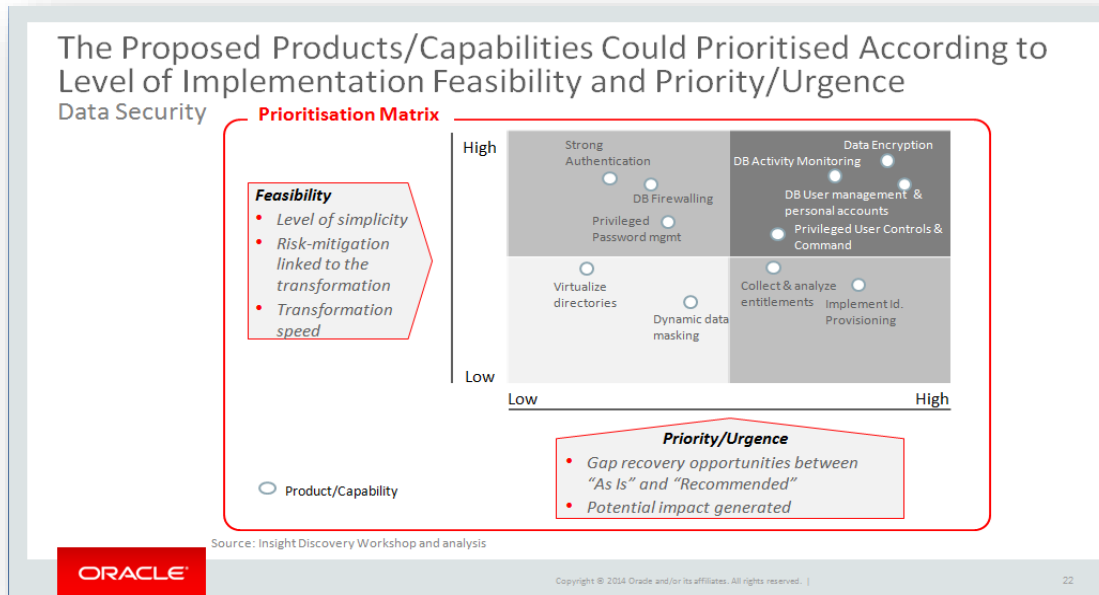 The Proposed Products/Capabilities Could Prioritised According to
Level of Implementation Feasibility and Priority/Urgence
Data Security
Prioritisation Matrix
High
Feasibility
• Level of simplicity
• Risk-mitigation
linked to the
transformation
• Transformation
speed
Strong
Authentication
DB Firewalling
Privileged
Password mgmt
Data Encryption
DB Activity Monitoring
DB User management &
personal accounts
Privileged User Controls &
Command
Virtualize
directories
Dynamic data
masking
Collect & analyze
entitlements
Implement Id.
Provisioning
Low
Low
High
Priority/Urgence
• Gap recovery opportunities between
“As Is” and “Recommended”
• Potential impact generated
Product/Capability
Source: Insight Discovery Workshop and analysis
ORACLE®
Copyright © 2014 Oracle and/or its affiliates. All rights reserved. |
22